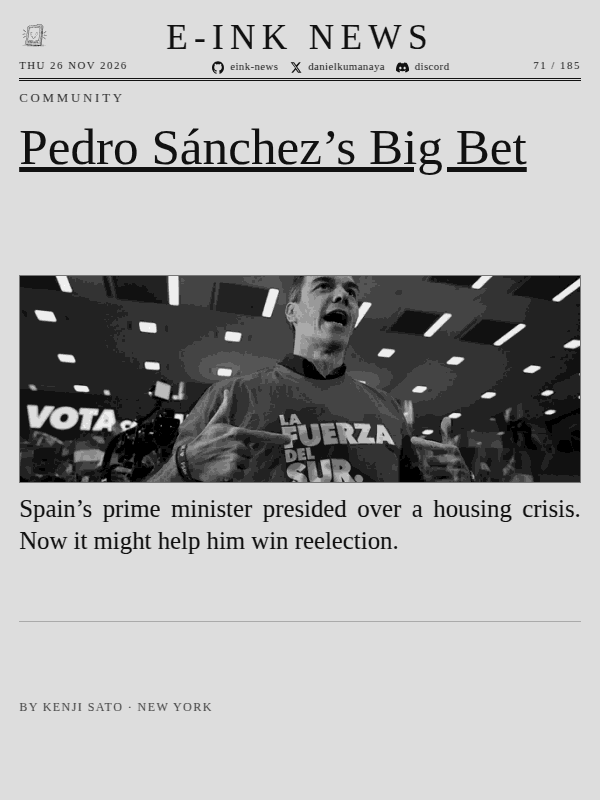 E-INK NEWS
THU 26 NOV 2026
eink-news
danielkumanaya
discord
71 / 185
COMMUNITY
Pedro Sánchez’s Big Bet
VOTA
LA
FUERZA
DEL
SUR.
Spain’s prime minister presided over a housing crisis.
Now it might help him win reelection.
BY KENJI SATO · NEW YORK